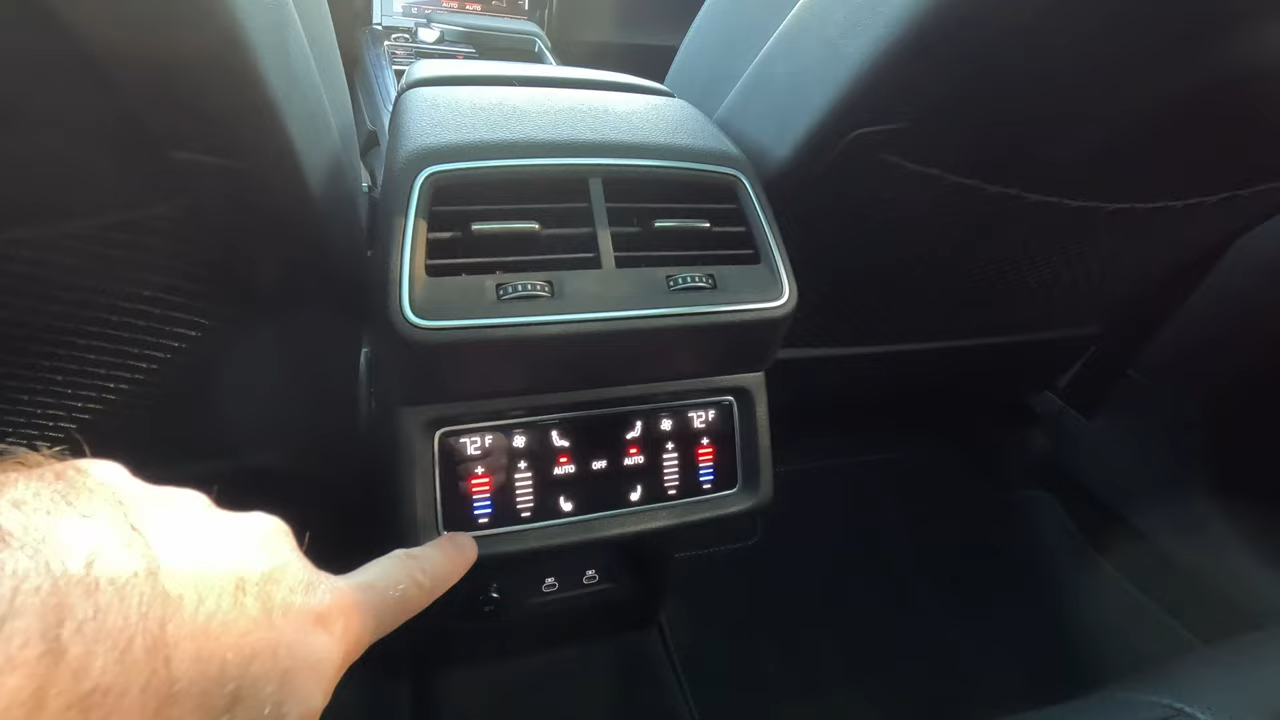 AUTO AUTO
72 F 72 F
+ + + +
AUTO OFF AUTO
- - - -